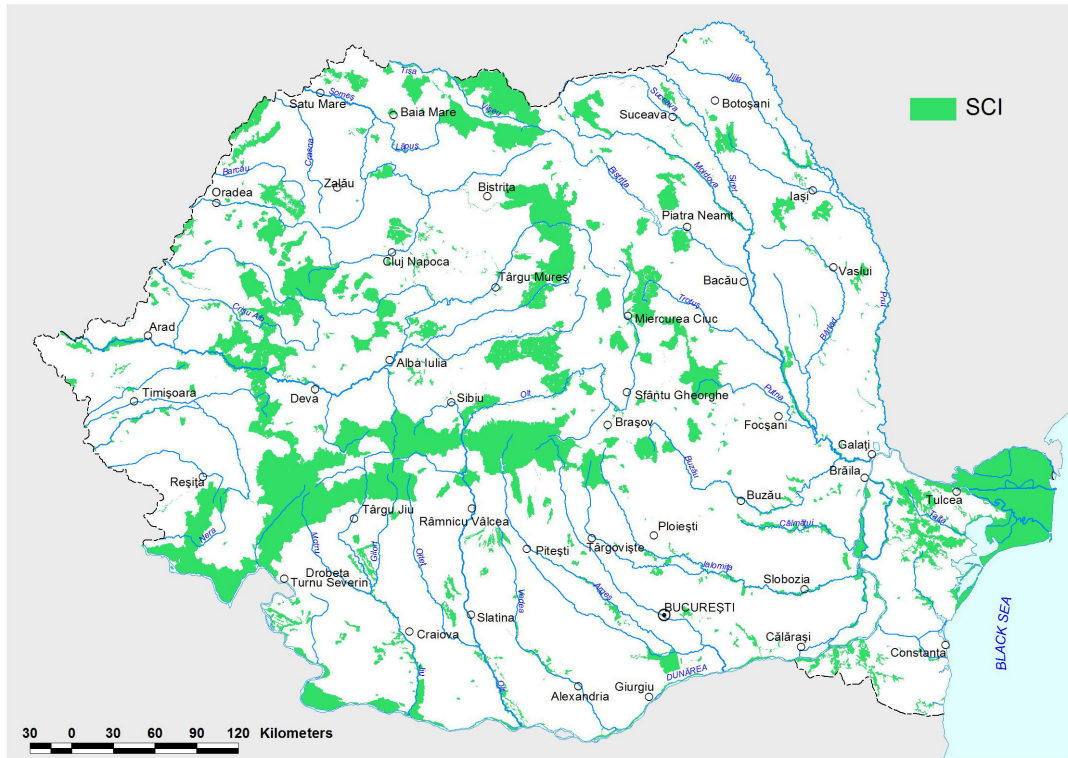 SCI
Tisa
Someș
Satu Mare
Baia Mare
Vișeu
Suceava
Suceava
Botoșani
Jijia
Crasna
Lăpuș
Barcău
Oradea
Zalău
Bistrița
Bistrița
Moldova
Siret
Iași
Piatra Neamț
Cluj Napoca
Târgu Mureș
Bacău
Vaslui
Prut
Trotuș
Miercurea Ciuc
Bârlad
Crișu Alb
Arad
Alba Iulia
Timișoara
Deva
Sibiu
Olt
Sfântu Gheorghe
Putna
Brașov
Focșani
Galați
Brăila
Reșița
Buzău
Buzău
Tulcea
Târgu Jiu
Râmnicu Vâlcea
Călmățui
Taița
Nera
Motru
Gilort
Olteț
Pitești
Târgoviște
Ploiești
Ialomița
Drobeta
Turnu Severin
Slobozia
Vedea
Argeș
BUCUREȘTI
Slatina
Craiova
Călărași
Constanța
BLACK SEA
Jiu
Olt
DUNĂREA
Alexandria
Giurgiu
30 0 30 60 90 120 Kilometers